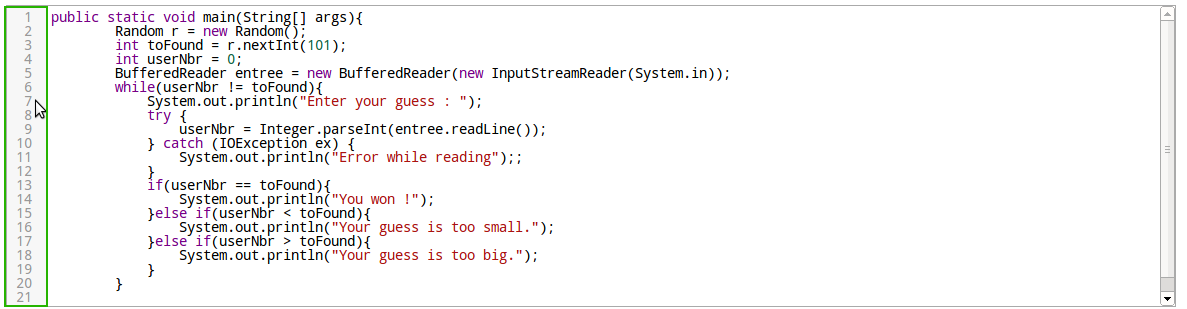 1 public static void main(String[] args){
2 Random r = new Random();
3 int toFound = r.nextInt(101);
4 int userNbr = 0;
5 BufferedReader entree = new BufferedReader(new InputStreamReader(System.in));
6 while(userNbr != toFound){
7 System.out.println("Enter your guess : ");
8 try {
9 userNbr = Integer.parseInt(entree.readLine());
10 } catch (IOException ex) {
11 System.out.println("Error while reading");;
12 }
13 if(userNbr == toFound){
14 System.out.println("You won !");
15 }else if(userNbr < toFound){
16 System.out.println("Your guess is too small.");
17 }else if(userNbr > toFound){
18 System.out.println("Your guess is too big.");
19 }
20 }
21